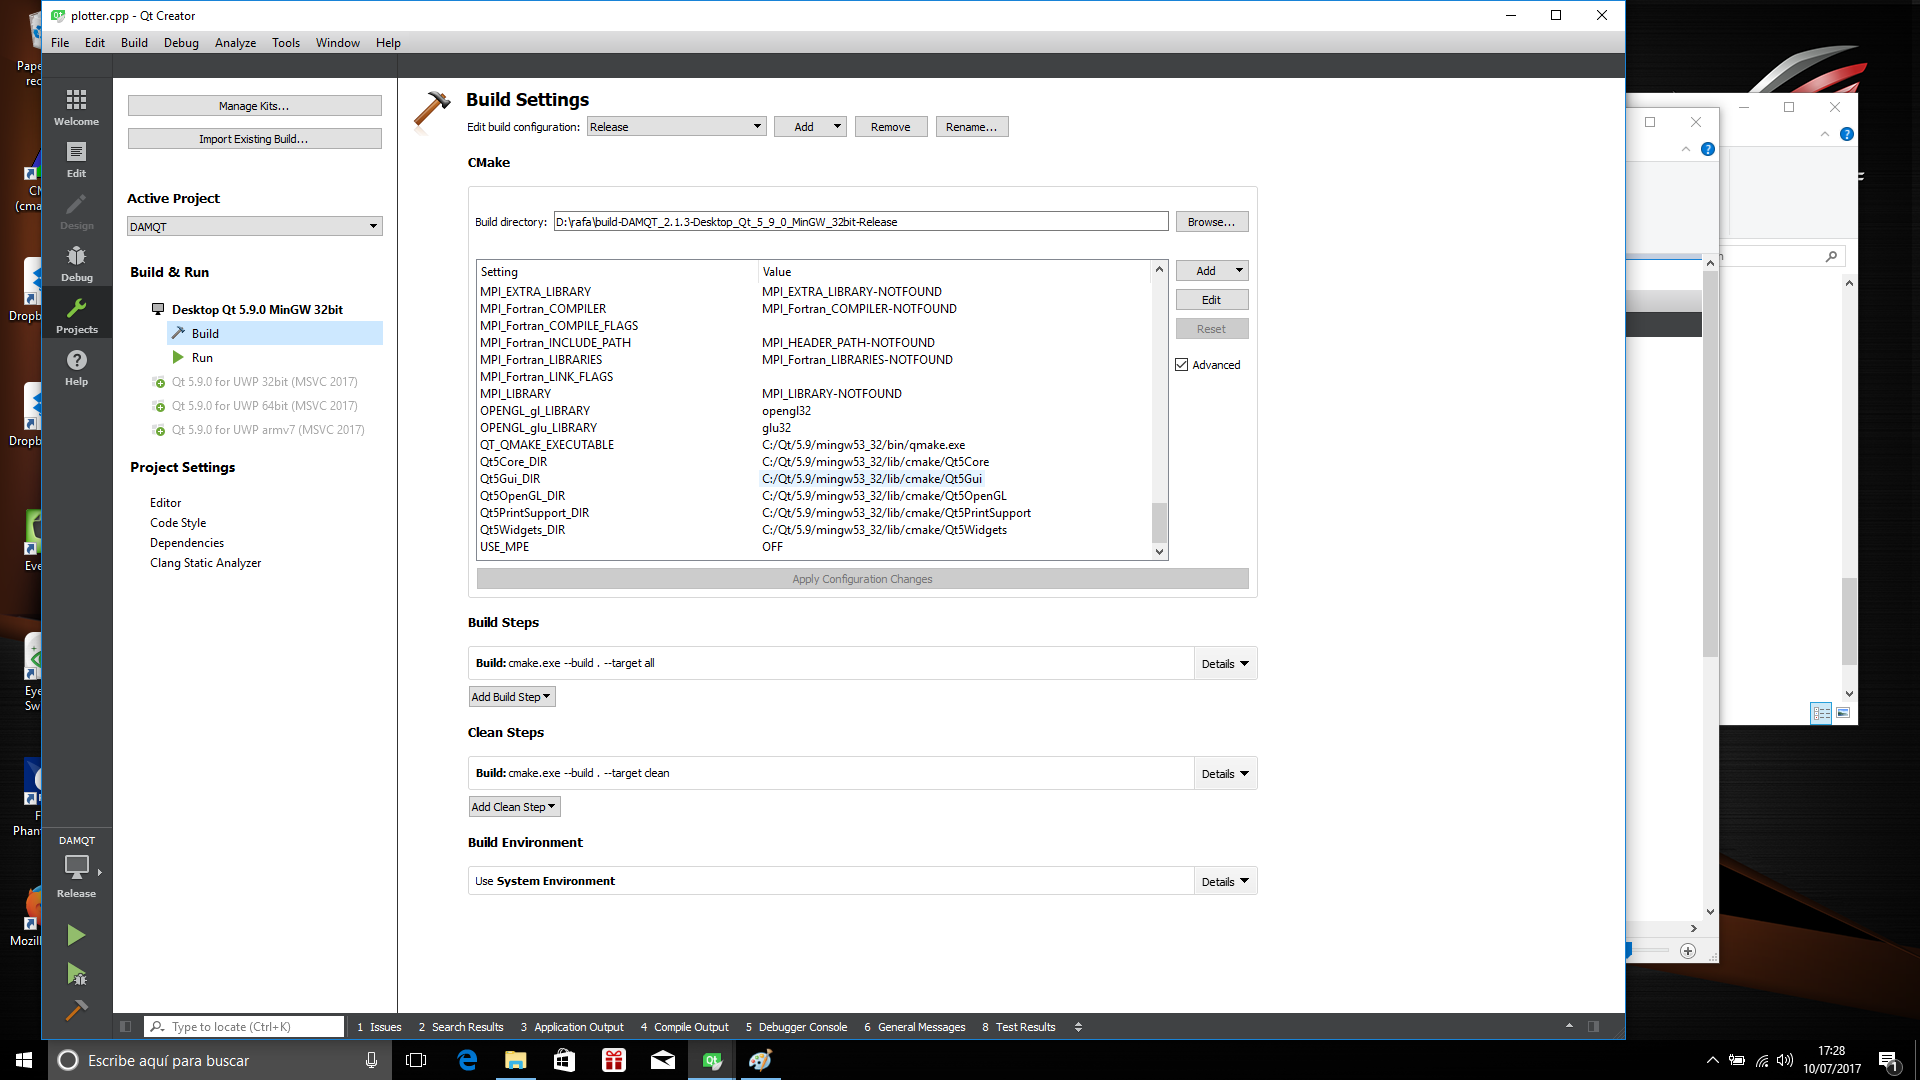 plotter.cpp - Qt Creator
File Edit Build Debug Analyze Tools Window Help
Welcome
Edit
Design
Debug
Projects
Help
DAMQT
Release
Manage Kits...
Import Existing Build...
Active Project
DAMQT
Build & Run
Desktop Qt 5.9.0 MinGW 32bit
Build
Run
Qt 5.9.0 for UWP 32bit (MSVC 2017)
Qt 5.9.0 for UWP 64bit (MSVC 2017)
Qt 5.9.0 for UWP armv7 (MSVC 2017)
Project Settings
Editor
Code Style
Dependencies
Clang Static Analyzer
Build Settings
Edit build configuration: Release Add Remove Rename...
CMake
Build directory: D:\rafa\build-DAMQT_2.1.3-Desktop_Qt_5_9_0_MinGW_32bit-Release Browse...
Setting Value
MPI_EXTRA_LIBRARY MPI_EXTRA_LIBRARY-NOTFOUND
MPI_Fortran_COMPILER MPI_Fortran_COMPILER-NOTFOUND
MPI_Fortran_COMPILE_FLAGS
MPI_Fortran_INCLUDE_PATH MPI_HEADER_PATH-NOTFOUND
MPI_Fortran_LIBRARIES MPI_Fortran_LIBRARIES-NOTFOUND
MPI_Fortran_LINK_FLAGS
MPI_LIBRARY MPI_LIBRARY-NOTFOUND
OPENGL_gl_LIBRARY opengl32
OPENGL_glu_LIBRARY glu32
QT_QMAKE_EXECUTABLE C:/Qt/5.9/mingw53_32/bin/qmake.exe
Qt5Core_DIR C:/Qt/5.9/mingw53_32/lib/cmake/Qt5Core
Qt5Gui_DIR C:/Qt/5.9/mingw53_32/lib/cmake/Qt5Gui
Qt5OpenGL_DIR C:/Qt/5.9/mingw53_32/lib/cmake/Qt5OpenGL
Qt5PrintSupport_DIR C:/Qt/5.9/mingw53_32/lib/cmake/Qt5PrintSupport
Qt5Widgets_DIR C:/Qt/5.9/mingw53_32/lib/cmake/Qt5Widgets
USE_MPE OFF
Add
Edit
Reset
Advanced
Apply Configuration Changes
Build Steps
Build: cmake.exe --build . --target all Details
Add Build Step
Clean Steps
Build: cmake.exe --build . --target clean Details
Add Clean Step
Build Environment
Use System Environment Details
Type to locate (Ctrl+K) 1 Issues 2 Search Results 3 Application Output 4 Compile Output 5 Debugger Console 6 General Messages 8 Test Results
Pape
rec
CM
(cma
Dropb
Dropb
Eve
Eye
Sw
F
Phant
Mozil
Escribe aquí para buscar
17:28
10/07/2017
1